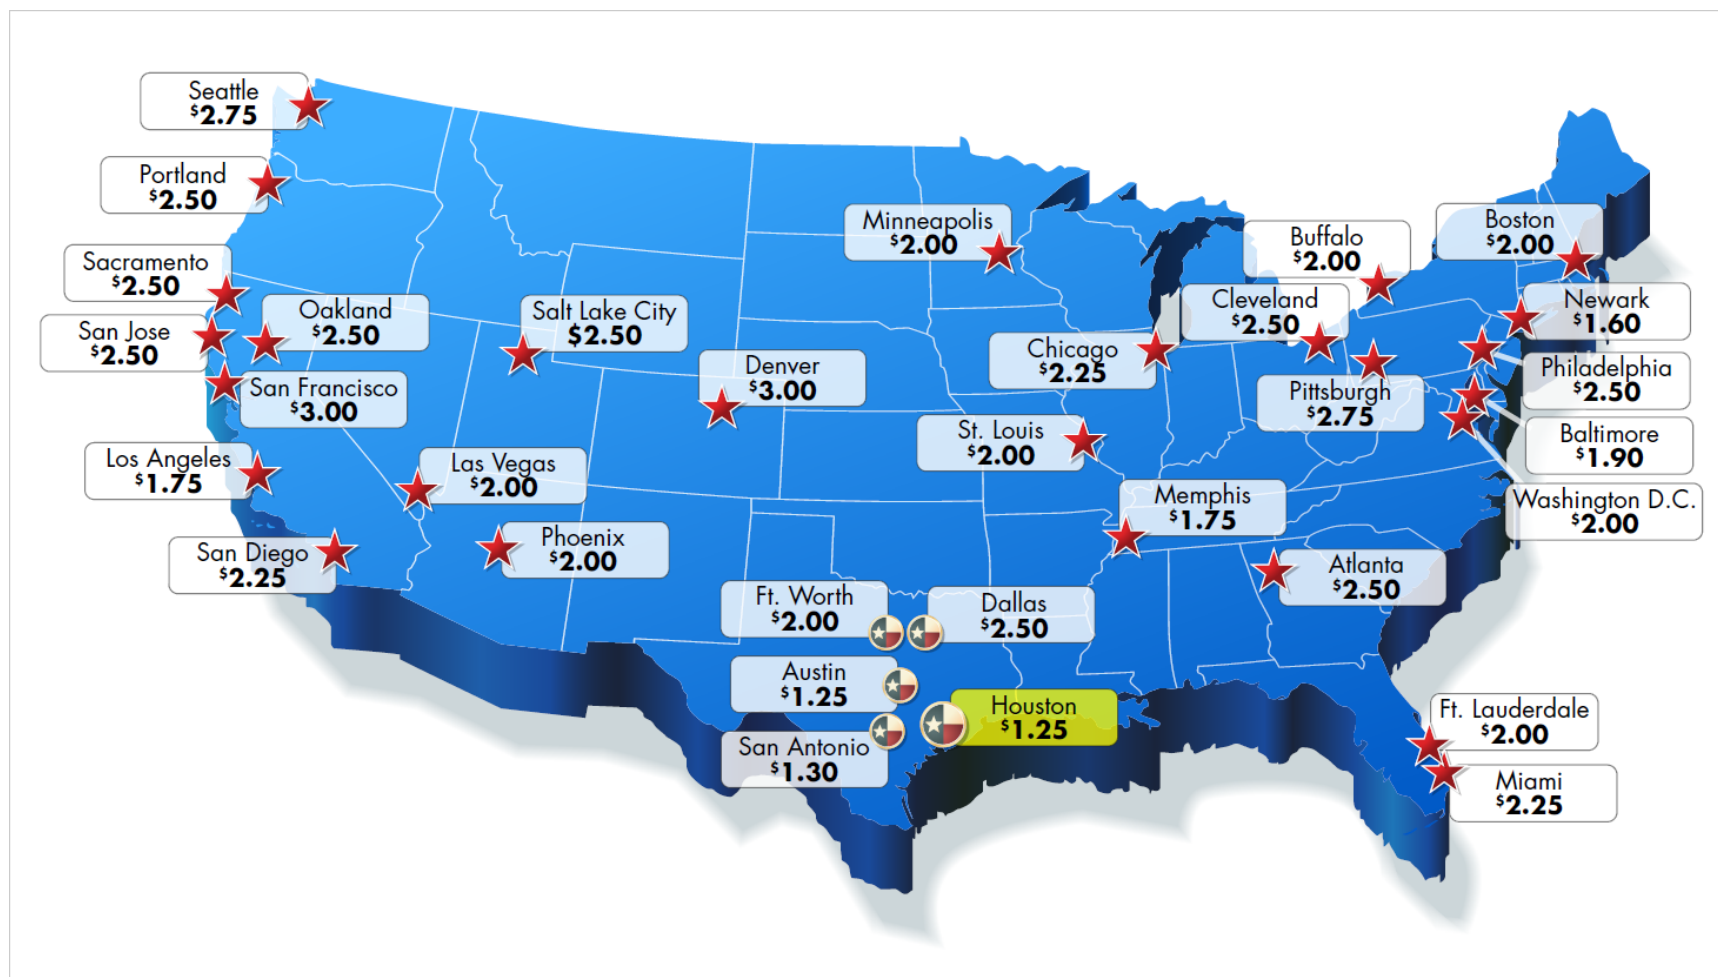 Seattle
$2.75
Portland
$2.50
Sacramento
$2.50
Oakland
$2.50
San Jose
$2.50
San Francisco
$3.00
Los Angeles
$1.75
San Diego
$2.25
Las Vegas
$2.00
Phoenix
$2.00
Salt Lake City
$2.50
Denver
$3.00
Minneapolis
$2.00
Chicago
$2.25
St. Louis
$2.00
Memphis
$1.75
Ft. Worth
$2.00
Dallas
$2.50
Austin
$1.25
Houston
$1.25
San Antonio
$1.30
Buffalo
$2.00
Cleveland
$2.50
Pittsburgh
$2.75
Boston
$2.00
Newark
$1.60
Philadelphia
$2.50
Baltimore
$1.90
Washington D.C.
$2.00
Atlanta
$2.50
Ft. Lauderdale
$2.00
Miami
$2.25